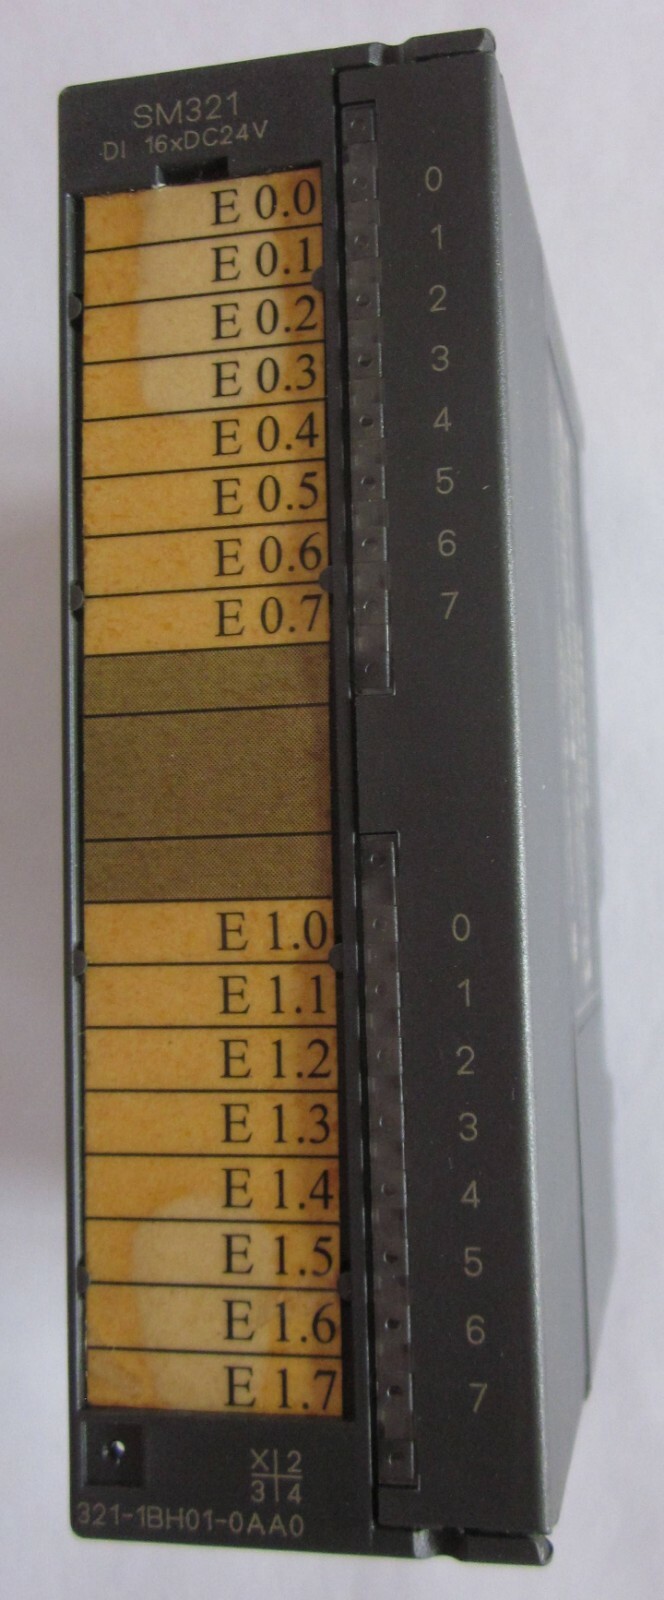 SM321
DI 16xDC24V
E 0.0
E 0.1
E 0.2
E 0.3
E 0.4
E 0.5
E 0.6
E 0.7
E 1.0
E 1.1
E 1.2
E 1.3
E 1.4
E 1.5
E 1.6
E 1.7
0
1
2
3
4
5
6
7
0
1
2
3
4
5
6
7
X 2
3 4
321-1BH01-0AA0